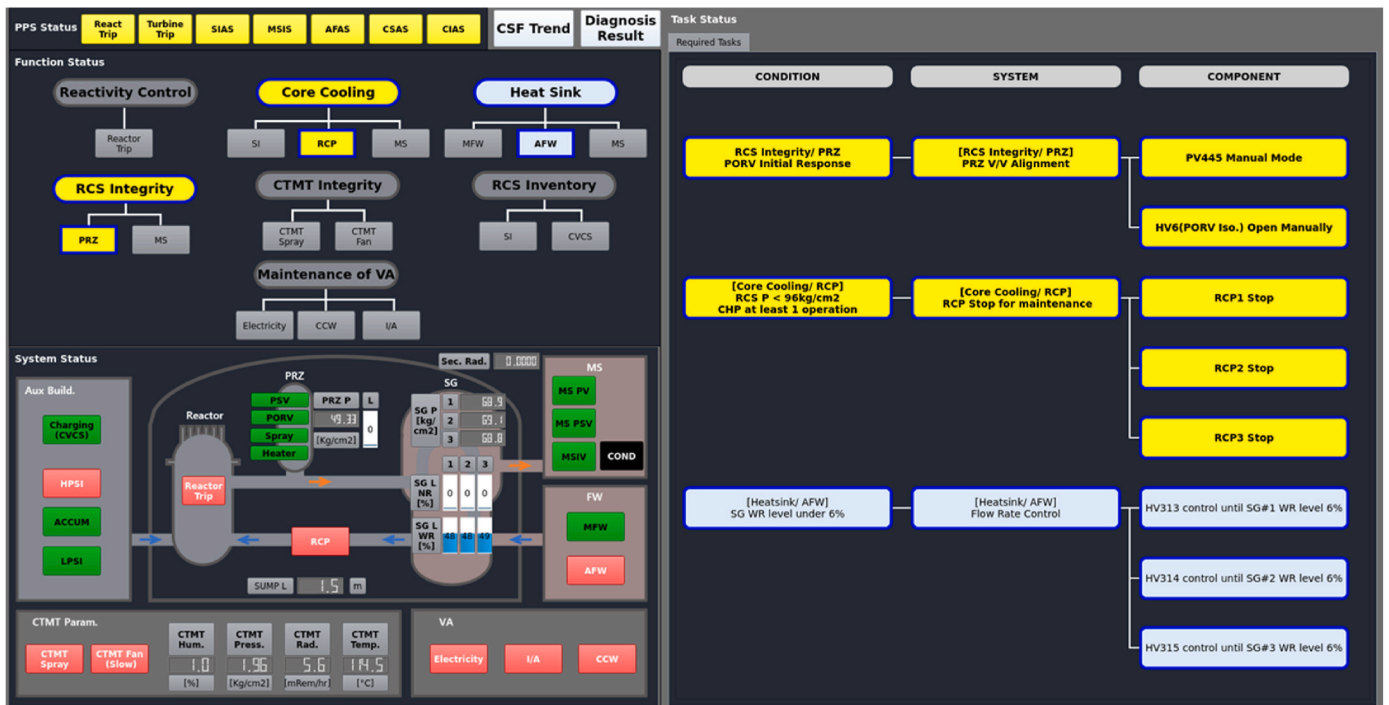 PPS Status
React
Trip
Turbine
Trip
SIAS
MSIS
AFAS
CSAS
CIAS
CSF Trend
Diagnosis
Result
Function Status
Reactivity Control
Reactor
Trip
Core Cooling
SI
RCP
MS
Heat Sink
MFW
AFW
MS
RCS Integrity
PRZ
MS
CTMT Integrity
CTMT
Spray
CTMT
Fan
RCS Inventory
SI
CVCS
Maintenance of VA
Electricity
CCW
I/A
System Status
Aux Build.
Charging
(CVCS)
HPSI
ACCUM
LPSI
Reactor
Reactor
Trip
PRZ
PSV
PORV
Spray
Heater
PRZ P
L
49.33
0
[Kg/cm2]
Sec. Rad.
0.0000
SG
SG P
[kg/
cm2]
1
68.9
2
69.1
3
68.8
1 2 3
SG L
NR
[%]
0 0 0
SG L
WR
[%]
48 48 49
RCP
SUMP L
1.5
m
MS
MS PV
MS PSV
MSIV
COND
FW
MFW
AFW
CTMT Param.
CTMT
Spray
CTMT Fan
(Slow)
CTMT
Hum.
1.0
[%]
CTMT
Press.
1.96
[Kg/cm2]
CTMT
Rad.
5.6
[mRem/hr]
CTMT
Temp.
114.5
[°C]
VA
Electricity
I/A
CCW
Task Status
Required Tasks
CONDITION
SYSTEM
COMPONENT
RCS Integrity/ PRZ
PORV Initial Response
[RCS Integrity/ PRZ]
PRZ V/V Alignment
PV445 Manual Mode
HV6(PORV Iso.) Open Manually
[Core Cooling/ RCP]
RCS P < 96kg/cm2
CHP at least 1 operation
[Core Cooling/ RCP]
RCP Stop for maintenance
RCP1 Stop
RCP2 Stop
RCP3 Stop
[Heatsink/ AFW]
SG WR level under 6%
[Heatsink/ AFW]
Flow Rate Control
HV313 control until SG#1 WR level 6%
HV314 control until SG#2 WR level 6%
HV315 control until SG#3 WR level 6%